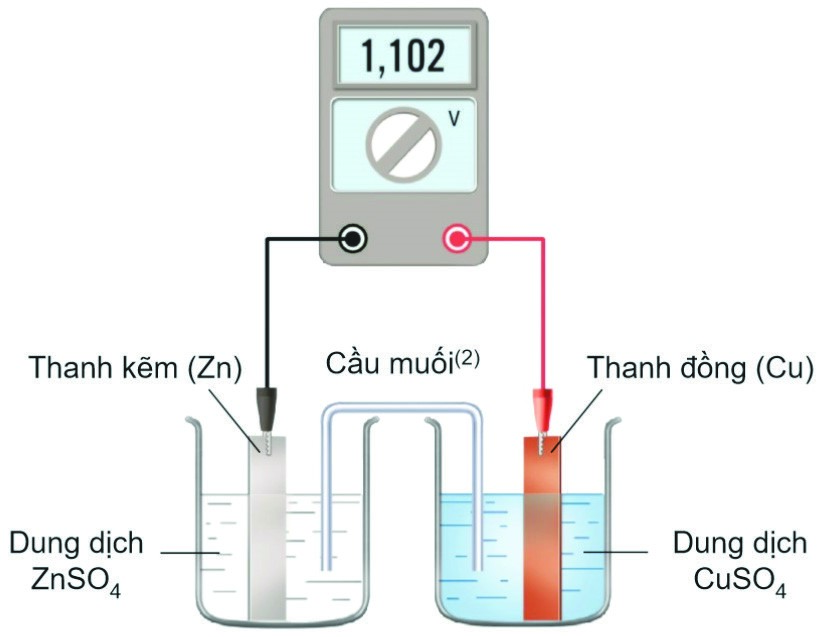 1,102
V
Thanh kẽm (Zn)
Cầu muối⁽²⁾
Thanh đồng (Cu)
Dung dịch
ZnSO₄
Dung dịch
CuSO₄